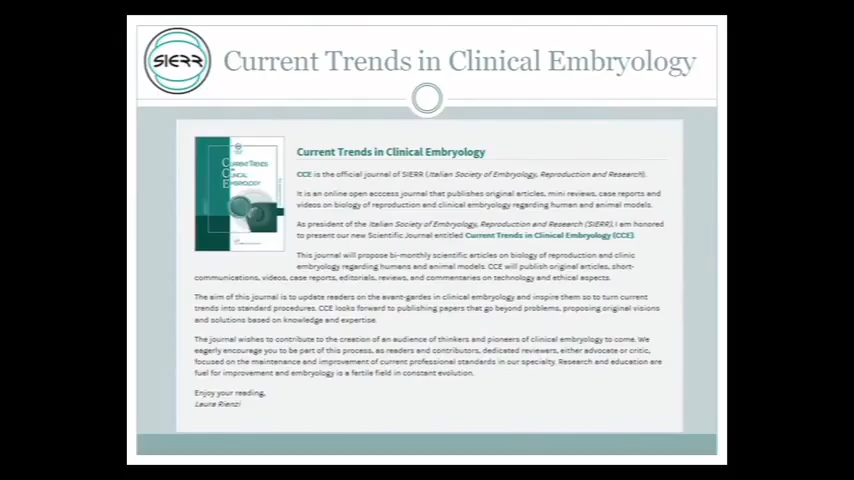 SIERR
Current Trends in Clinical Embryology
CURRENT TRENDS
CLINICAL
EMBRYOLOGY
Current Trends in Clinical Embryology
CCE is the official journal of SIERR (Italian Society of Embryology, Reproduction and Research).
It is an online open acccess journal that publishes original articles, mini reviews, case reports and
videos on biology of reproduction and clinical embryology regarding human and animal models.
As president of the Italian Society of Embryology, Reproduction and Research (SIERR), I am honored
to present our new Scientific Journal entitled Current Trends in Clinical Embryology (CCE).
This journal will propose bi-monthly scientific articles on biology of reproduction and clinic
embryology regarding humans and animal models. CCE will publish original articles, short-
communications, videos, case reports, editorials, reviews, and commentaries on technology and ethical aspects.
The aim of this journal is to update readers on the avant-gardes in clinical embryology and inspire them so to turn current
trends into standard procedures. CCE looks forward to publishing papers that go beyond problems, proposing original visions
and solutions based on knowledge and expertise.
The journal wishes to contribute to the creation of an audience of thinkers and pioneers of clinical embryology to come. We
eagerly encourage you to be part of this process, as readers and contributors, dedicated reviewers, either advocate or critic,
focused on the maintenance and improvement of current professional standards in our specialty. Research and education are
fuel for improvement and embryology is a fertile field in constant evolution.
Enjoy your reading,
Laura Rienzi